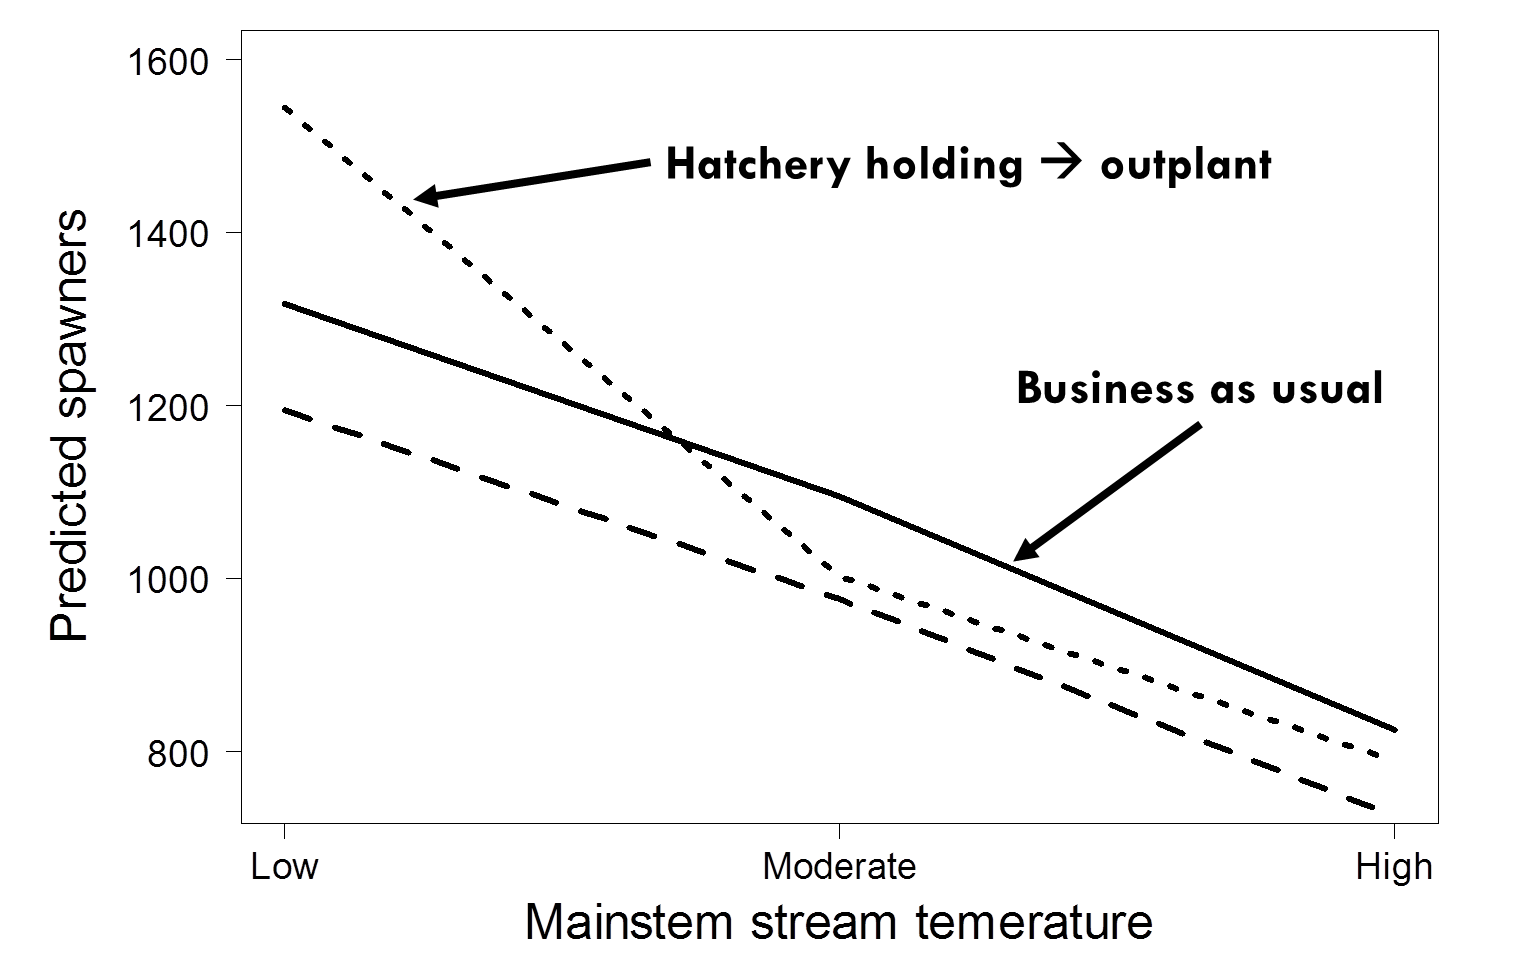 1600
1400
1200
1000
800
Predicted spawners
Hatchery holding → outplant
Business as usual
Low
Moderate
High
Mainstem stream temerature